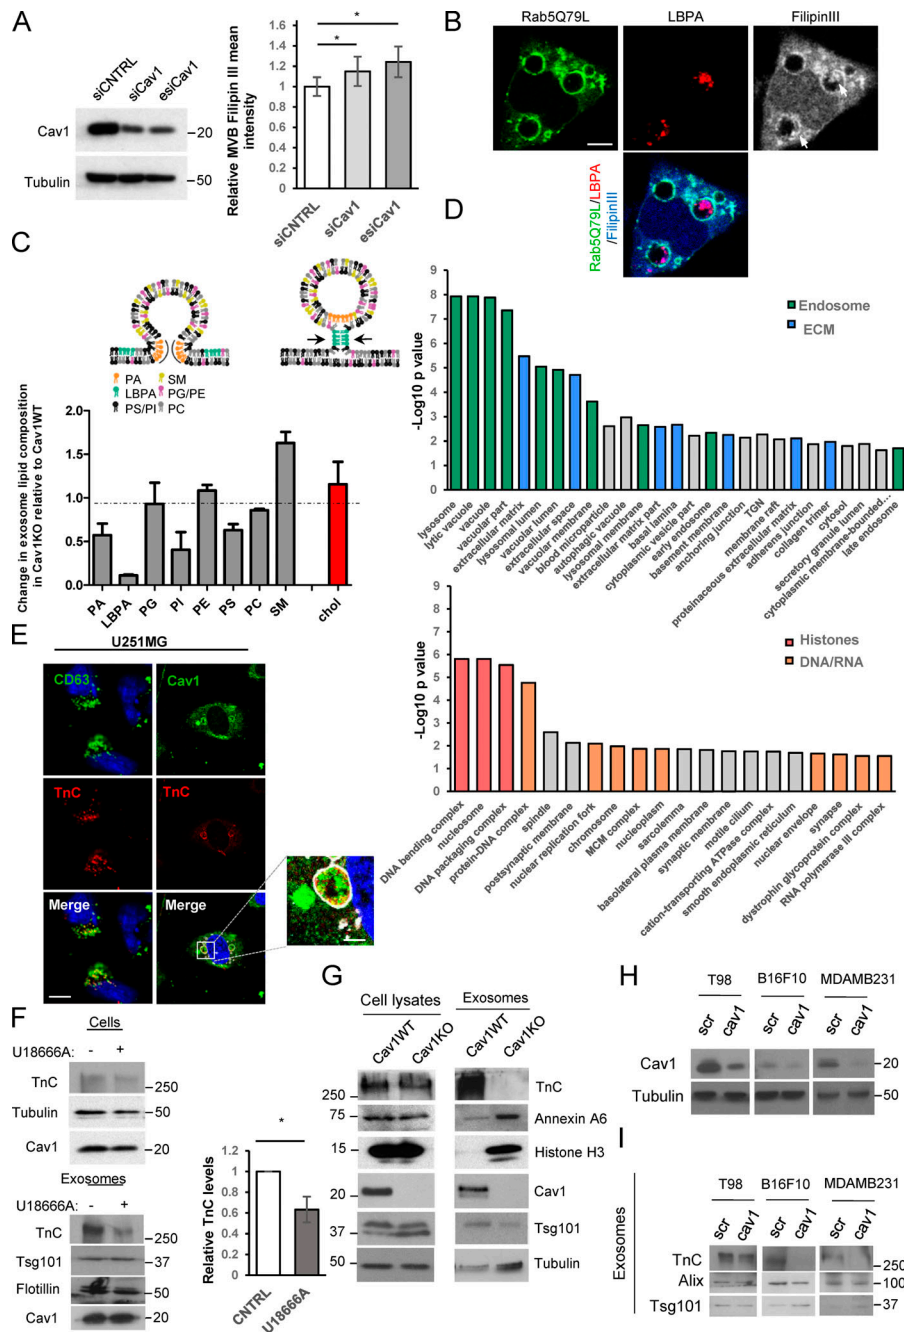 A
siCNTRL
siCav1
esiCav1
Cav1
20
Tubulin
50
Relative MVB Filipin III mean
intensity
1.6
1.4
1.2
1
0.8
0.6
0.4
0.2
0
*
*
siCNTRL
siCav1
esiCav1
B
Rab5Q79L
LBPA
FilipinIII
Rab5Q79L/LBPA
/FilipinIII
C
PA
SM
LBPA
PG/PE
PS/PI
PC
Change in exosome lipid composition
in Cav1KO relative to Cav1WT
2.0
1.5
1.0
0.5
0.0
PA
LBPA
PG
PI
PE
PS
PC
SM
chol
D
-Log10 p value
9
8
7
6
5
4
3
2
1
0
Endosome
ECM
lysosome
lytic vacuole
vacuole
vacuolar part
extracellular matrix
lysosomal lumen
vacuolar lumen
extracellular space
vacuolar membrane
blood microparticle
autophagic vacuole
lysosomal membrane
extracellular matrix part
basal lamina
cytoplasmic vesicle part
early endosome
basement membrane
anchoring junction
TGN
membrane raft
proteinaceous extracellular matrix
adherens junction
collagen trimer
cytosol
secretory granule lumen
cytoplasmic membrane-bounded...
late endosome
-Log10 p value
9
8
7
6
5
4
3
2
1
0
Histones
DNA/RNA
DNA bending complex
nucleosome
DNA packaging complex
protein-DNA complex
spindle
postsynaptic membrane
nuclear replication fork
chromosome
MCM complex
nucleoplasm
sarcolemma
basolateral plasma membrane
synaptic membrane
motile cilium
cation-transporting ATPase complex
smooth endoplasmic reticulum
nuclear envelope
synapse
dystrophin glycoprotein complex
RNA polymerase III complex
E
U251MG
CD63
Cav1
TnC
TnC
Merge
Merge
F
Cells
U18666A: - +
TnC
250
Tubulin
50
Cav1
20
Exosomes
U18666A: - +
TnC
250
Tsg101
37
Flotillin
50
Cav1
20
Relative TnC levels
1.4
1.2
1
0.8
0.6
0.4
0.2
0
*
CNTRL
U18666A
G
Cell lysates
Exosomes
Cav1WT
Cav1KO
Cav1WT
Cav1KO
250
TnC
75
Annexin A6
15
Histone H3
20
Cav1
37
Tsg101
50
Tubulin
H
T98
B16F10
MDAMB231
scr
cav1
scr
cav1
scr
cav1
Cav1
20
Tubulin
50
I
T98
B16F10
MDAMB231
scr
cav1
scr
cav1
scr
cav1
Exosomes
TnC
250
Alix
100
Tsg101
37